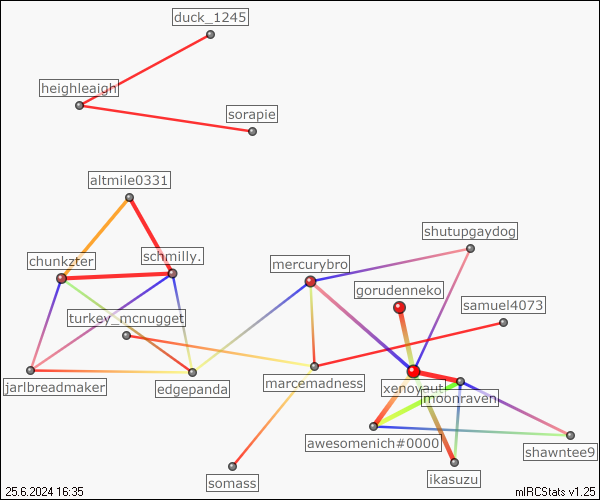 duck_1245
heighleaigh
sorapie
altmile0331
shutupgaydog
schmilly.
chunkzter
mercurybro
gorudenneko
samuel4073
turkey_mcnugget
marcemadness
jarlbreadmaker
edgepanda
xenoyaut
moonraven
awesomenich#0000
shawntee9
ikasuzu
somass
25.6.2024 16:35
mIRCStats v1.25